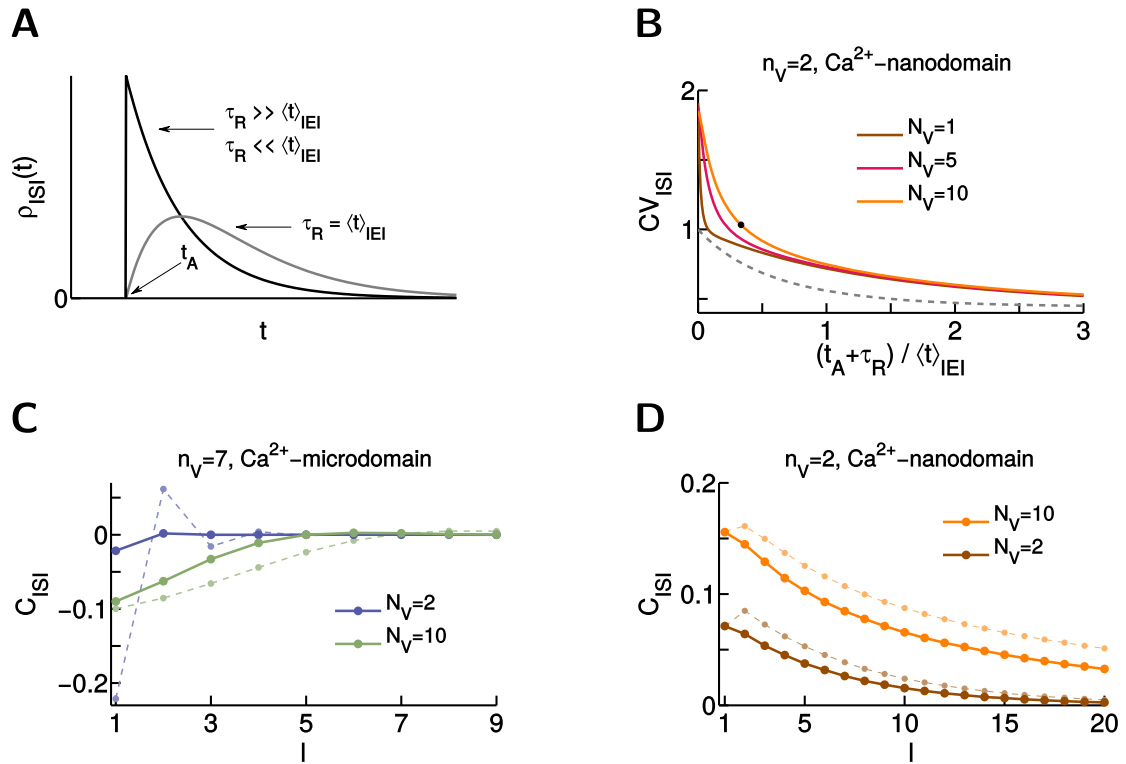 A
ρISI(t)
τR >> ⟨t⟩IEI
τR << ⟨t⟩IEI
τR = ⟨t⟩IEI
tA
0
t
B
nV=2, Ca2+−nanodomain
CVISI
2
1
NV=1
NV=5
NV=10
0 1 2 3
(tA+τR) / ⟨t⟩IEI
C
nV=7, Ca2+−microdomain
CISI
0
−0.1
−0.2
NV=2
NV=10
1 3 5 7 9
l
D
nV=2, Ca2+−nanodomain
CISI
0.2
0.1
0
NV=10
NV=2
1 5 10 15 20
l